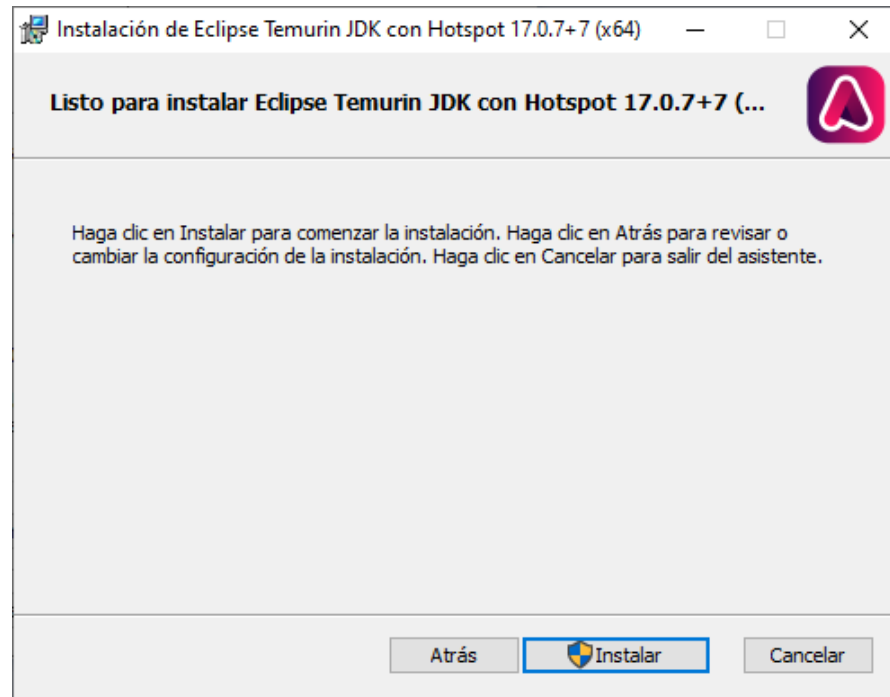 Instalación de Eclipse Temurin JDK con Hotspot 17.0.7+7 (x64)
Listo para instalar Eclipse Temurin JDK con Hotspot 17.0.7+7 (...
Haga clic en Instalar para comenzar la instalación. Haga clic en Atrás para revisar o
cambiar la configuración de la instalación. Haga clic en Cancelar para salir del asistente.
Atrás
Instalar
Cancelar